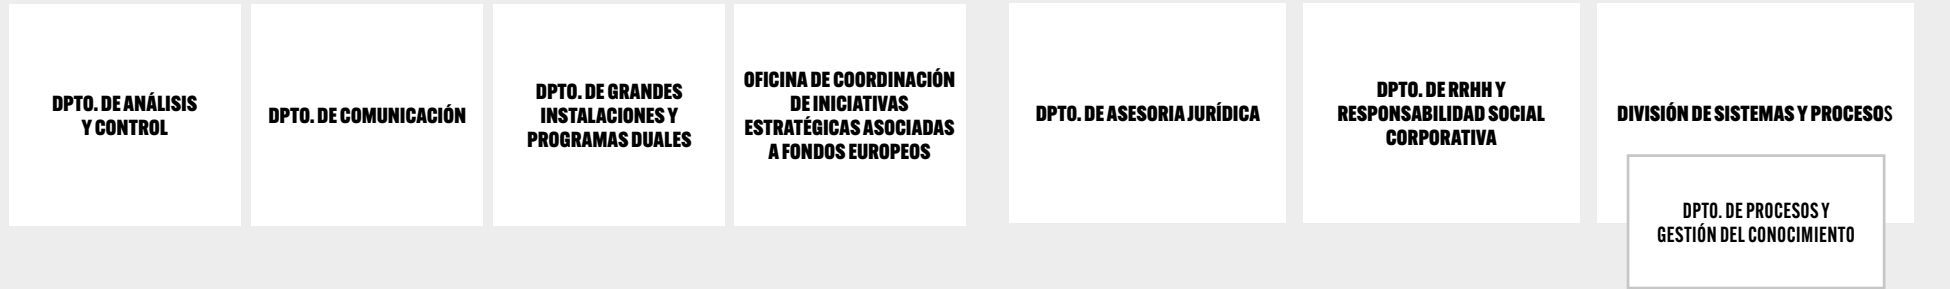 DPTO. DE ANÁLISIS
Y CONTROL
DPTO. DE COMUNICACIÓN
DPTO. DE GRANDES
INSTALACIONES Y
PROGRAMAS DUALES
OFICINA DE COORDINACIÓN
DE INICIATIVAS
ESTRATÉGICAS ASOCIADAS
A FONDOS EUROPEOS
DPTO. DE ASESORIA JURÍDICA
DPTO. DE RRHH Y
RESPONSABILIDAD SOCIAL
CORPORATIVA
DIVISIÓN DE SISTEMAS Y PROCESOS
DPTO. DE PROCESOS Y
GESTIÓN DEL CONOCIMIENTO